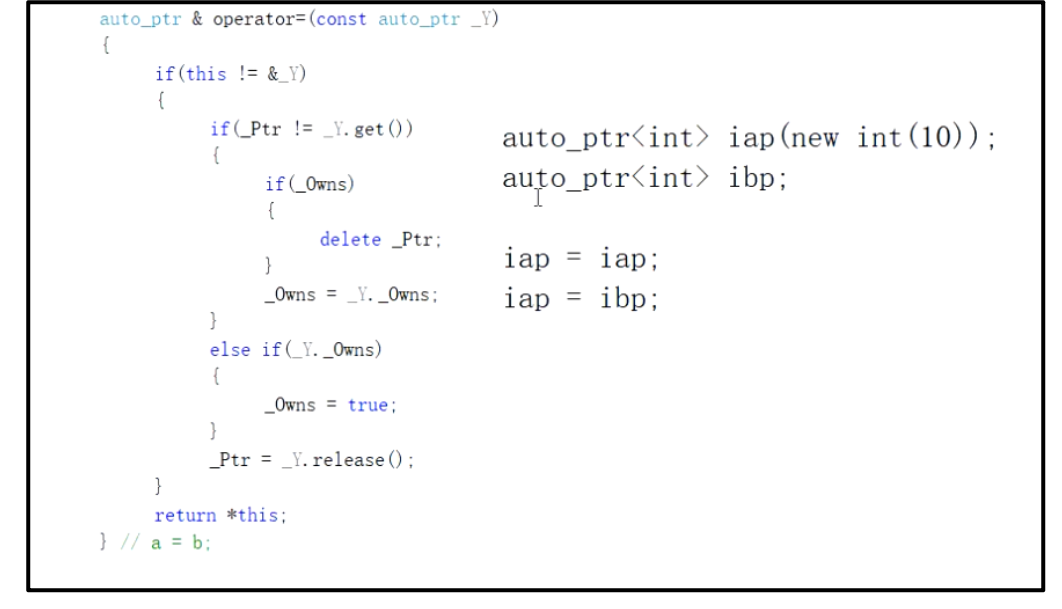 auto_ptr & operator=(const auto_ptr _Y)
{
if(this != &_Y)
{
if(_Ptr != _Y.get())
{
if(_Owns)
{
delete _Ptr;
}
_Owns = _Y._Owns;
}
else if(_Y._Owns)
{
_Owns = true;
}
_Ptr = _Y.release();
}
return *this;
} // a = b;
auto_ptr<int> iap(new int(10));
auto_ptr<int> ibp;
iap = iap;
iap = ibp;